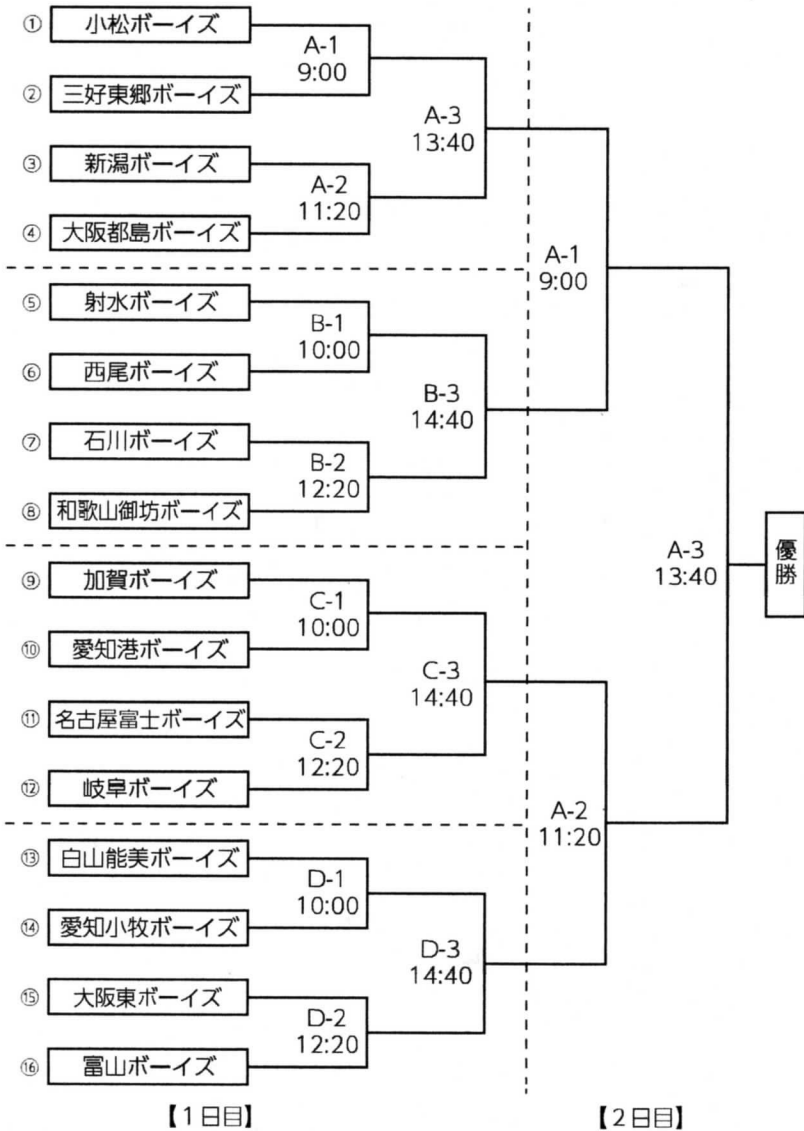 ① 小松ボーイズ
A-1
9:00
② 三好東郷ボーイズ
A-3
13:40
③ 新潟ボーイズ
A-2
11:20
④ 大阪都島ボーイズ
A-1
9:00
⑤ 射水ボーイズ
B-1
10:00
⑥ 西尾ボーイズ
B-3
14:40
⑦ 石川ボーイズ
B-2
12:20
⑧ 和歌山御坊ボーイズ
A-3
13:40
優勝
⑨ 加賀ボーイズ
C-1
10:00
⑩ 愛知港ボーイズ
C-3
14:40
⑪ 名古屋富士ボーイズ
C-2
12:20
⑫ 岐阜ボーイズ
A-2
11:20
⑬ 白山能美ボーイズ
D-1
10:00
⑭ 愛知小牧ボーイズ
D-3
14:40
⑮ 大阪東ボーイズ
D-2
12:20
⑯ 富山ボーイズ
【1日目】
【2日目】